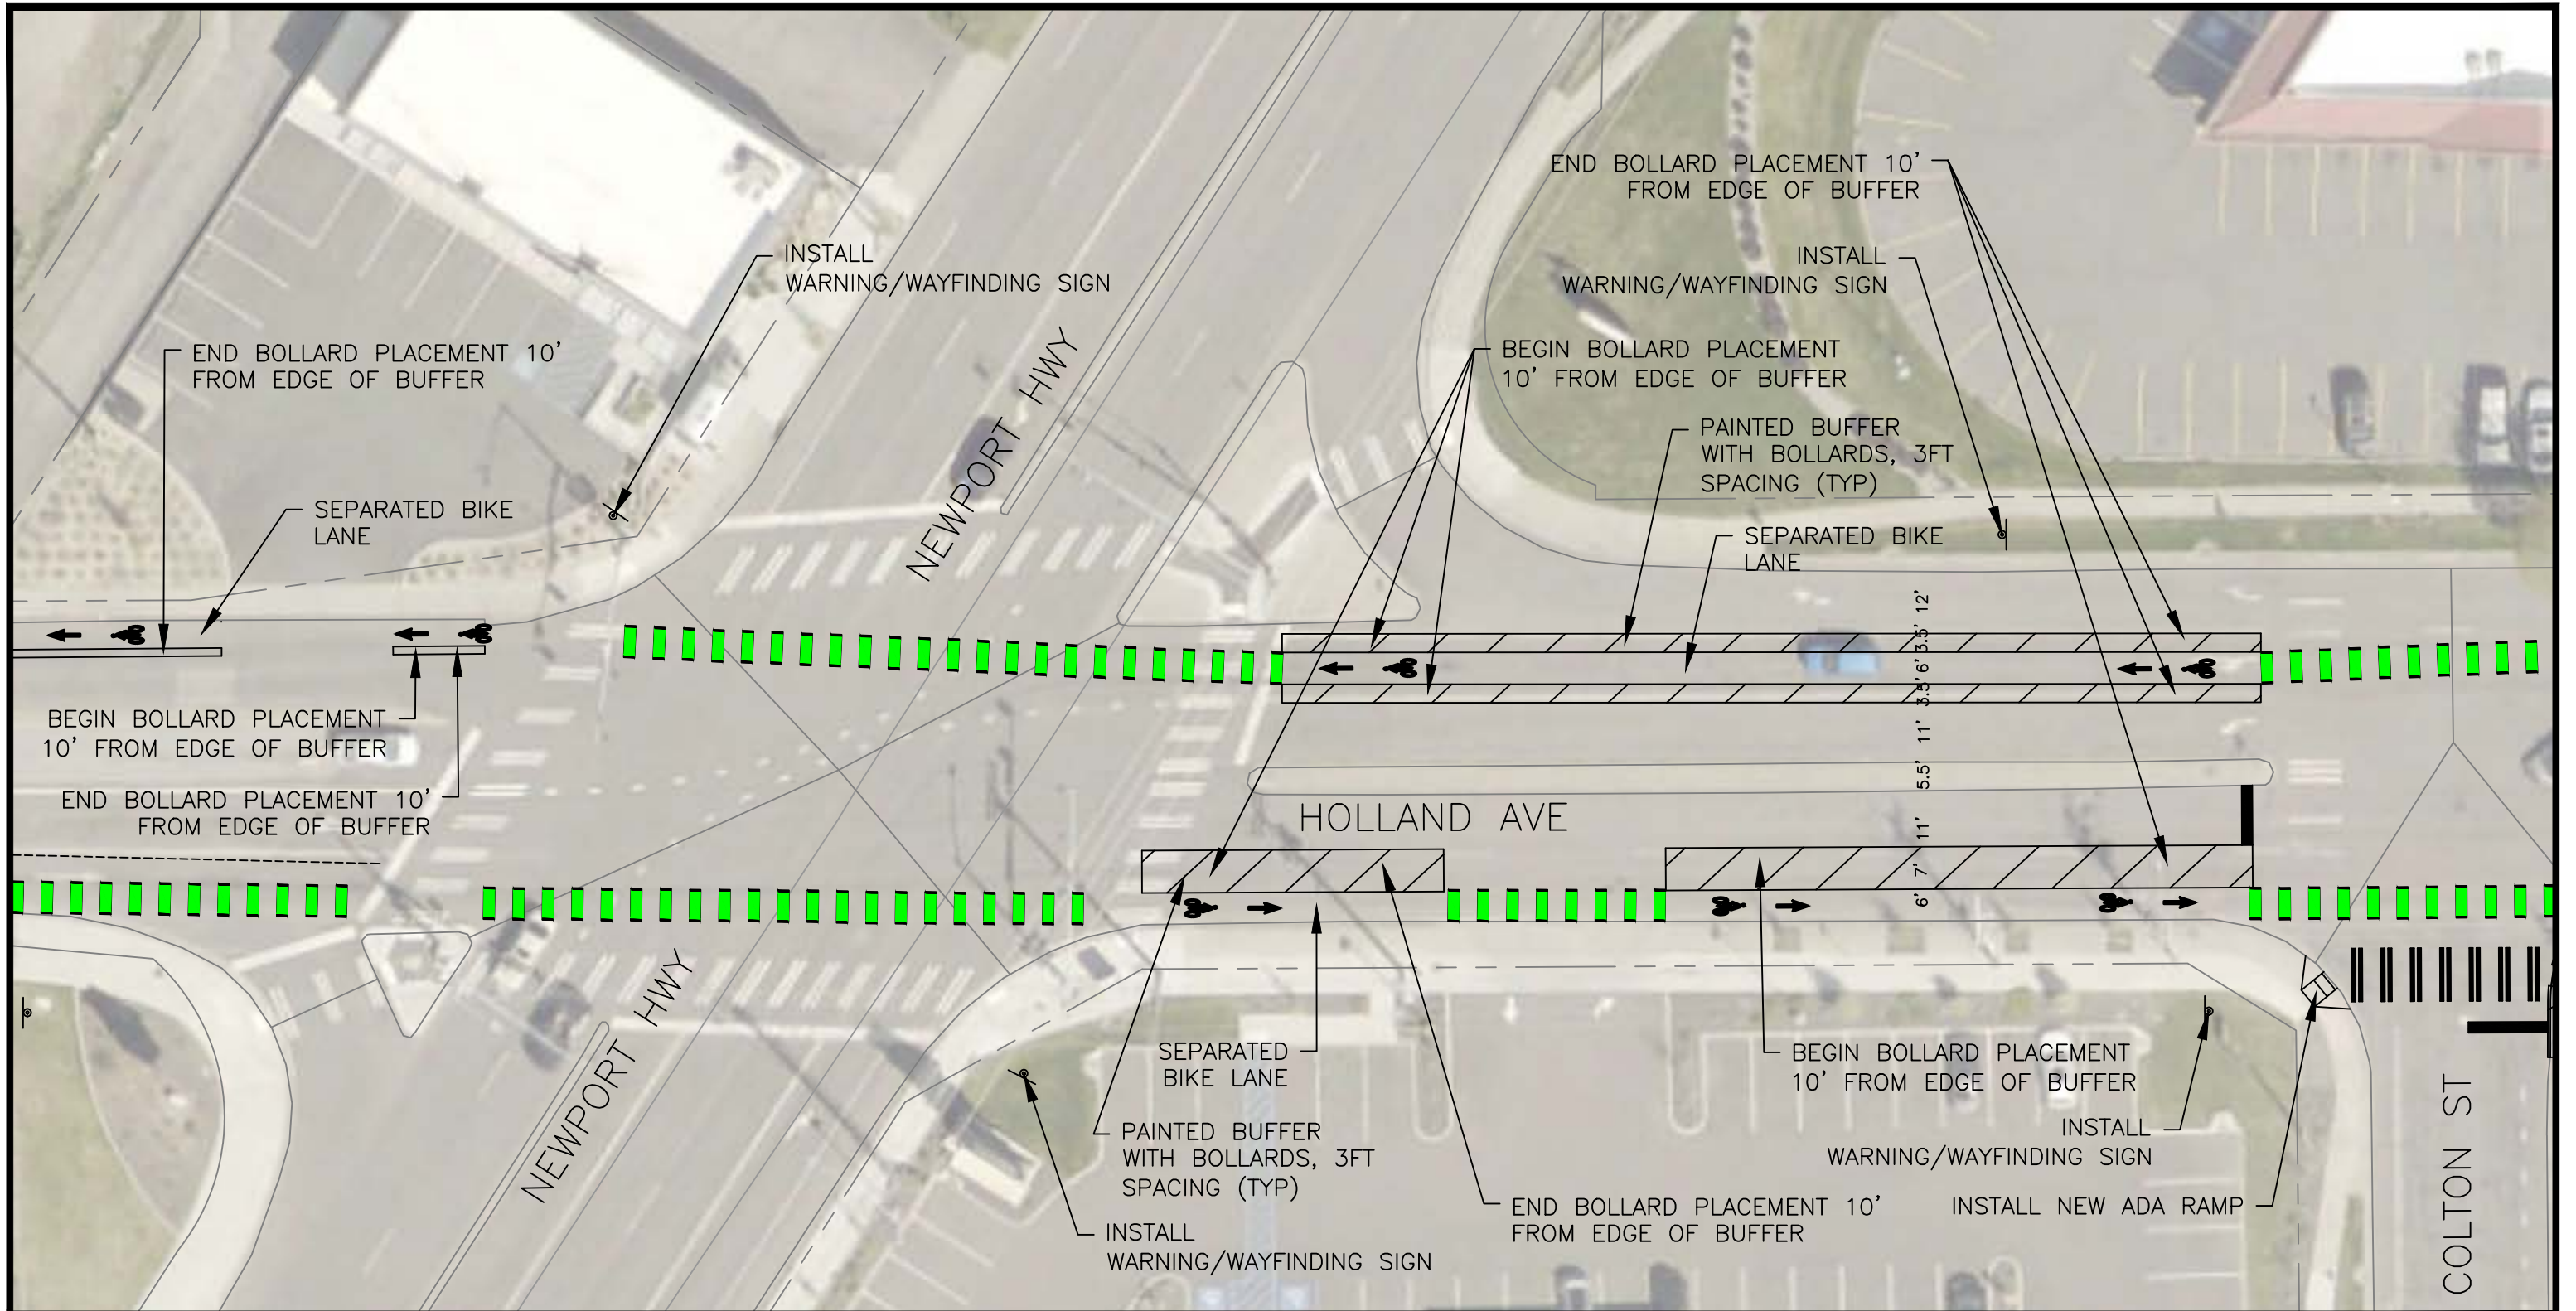 END BOLLARD PLACEMENT 10'
FROM EDGE OF BUFFER
INSTALL
WARNING/WAYFINDING SIGN
INSTALL
WARNING/WAYFINDING SIGN
END BOLLARD PLACEMENT 10'
FROM EDGE OF BUFFER
BEGIN BOLLARD PLACEMENT
10' FROM EDGE OF BUFFER
NEWPORT HWY
PAINTED BUFFER
WITH BOLLARDS, 3FT
SPACING (TYP)
SEPARATED BIKE
LANE
SEPARATED BIKE
LANE
12'
3.5'
6'
3.5'
11'
5.5'
11'
7'
6'
BEGIN BOLLARD PLACEMENT
10' FROM EDGE OF BUFFER
END BOLLARD PLACEMENT 10'
FROM EDGE OF BUFFER
HOLLAND AVE
NEWPORT HWY
SEPARATED
BIKE LANE
BEGIN BOLLARD PLACEMENT
10' FROM EDGE OF BUFFER
PAINTED BUFFER
WITH BOLLARDS, 3FT
SPACING (TYP)
INSTALL
WARNING/WAYFINDING SIGN
END BOLLARD PLACEMENT 10'
FROM EDGE OF BUFFER
INSTALL NEW ADA RAMP
INSTALL
WARNING/WAYFINDING SIGN
COLTON ST